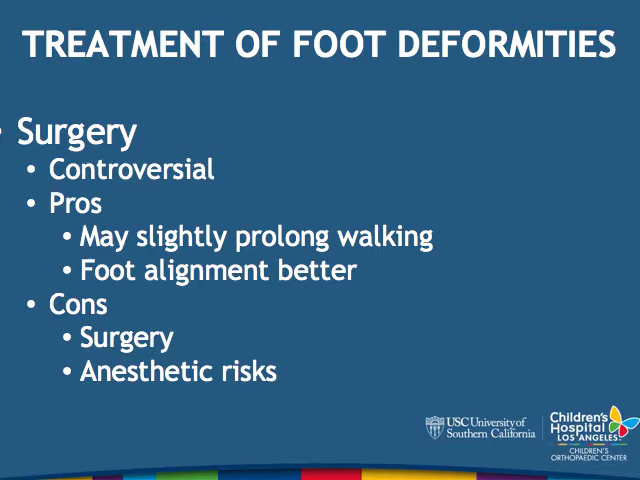 TREATMENT OF FOOT DEFORMITIES
• Surgery
• Controversial
• Pros
• May slightly prolong walking
• Foot alignment better
• Cons
• Surgery
• Anesthetic risks
USC University of
Southern California
Children's
Hospital
LOS ANGELES
CHILDREN'S
ORTHOPAEDIC CENTER